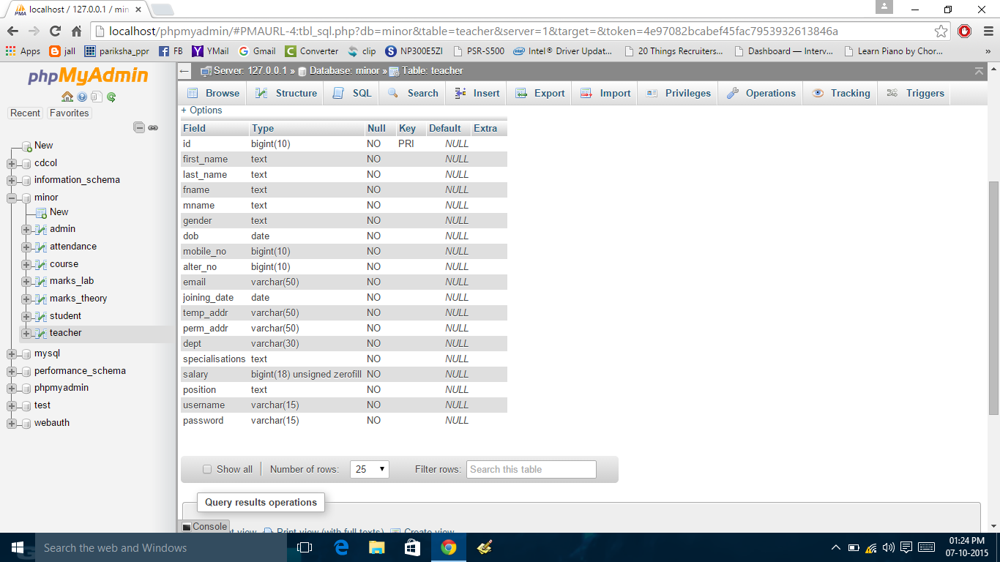 localhost / 127.0.0.1 / min
localhost/phpmyadmin/#PMAURL-4:tbl_sql.php?db=minor&table=teacher&server=1&target=&token=4e97082bcabef45fac7953932613846a
Apps jall pariksha_ppr FB YMail Gmail Converter clip NP300E5ZI PSR-S500 Intel® Driver Updat... 20 Things Recruiters... Dashboard — Interv... Learn Piano by Chor... »
phpMyAdmin
Recent Favorites
New
cdcol
information_schema
minor
New
admin
attendance
course
marks_lab
marks_theory
student
teacher
mysql
performance_schema
phpmyadmin
test
webauth
Server: 127.0.0.1 » Database: minor » Table: teacher
Browse Structure SQL Search Insert Export Import Privileges Operations Tracking Triggers
+ Options
Field Type Null Key Default Extra
id bigint(10) NO PRI NULL
first_name text NO NULL
last_name text NO NULL
fname text NO NULL
mname text NO NULL
gender text NO NULL
dob date NO NULL
mobile_no bigint(10) NO NULL
alter_no bigint(10) NO NULL
email varchar(50) NO NULL
joining_date date NO NULL
temp_addr varchar(50) NO NULL
perm_addr varchar(50) NO NULL
dept varchar(30) NO NULL
specialisations text NO NULL
salary bigint(18) unsigned zerofill NO NULL
position text NO NULL
username varchar(15) NO NULL
password varchar(15) NO NULL
Show all Number of rows: 25 Filter rows: Search this table
Query results operations
view Print view (with full texts) Create view
Console
Search the web and Windows
01:24 PM
07-10-2015